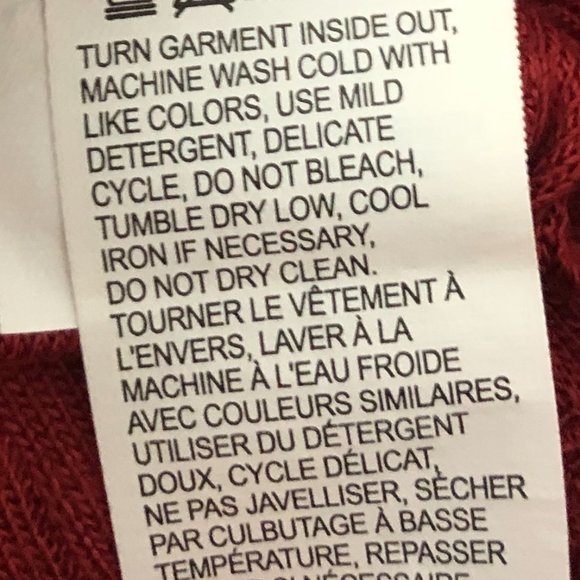 TURN GARMENT INSIDE OUT,
MACHINE WASH COLD WITH
LIKE COLORS, USE MILD
DETERGENT, DELICATE
CYCLE, DO NOT BLEACH,
TUMBLE DRY LOW, COOL
IRON IF NECESSARY,
DO NOT DRY CLEAN.
TOURNER LE VÊTEMENT À
L'ENVERS, LAVER À LA
MACHINE À L'EAU FROIDE
AVEC COULEURS SIMILAIRES,
UTILISER DU DÉTERGENT
DOUX, CYCLE DÉLICAT,
NE PAS JAVELLISER, SÉCHER
PAR CULBUTAGE À BASSE
TEMPÉRATURE, REPASSER